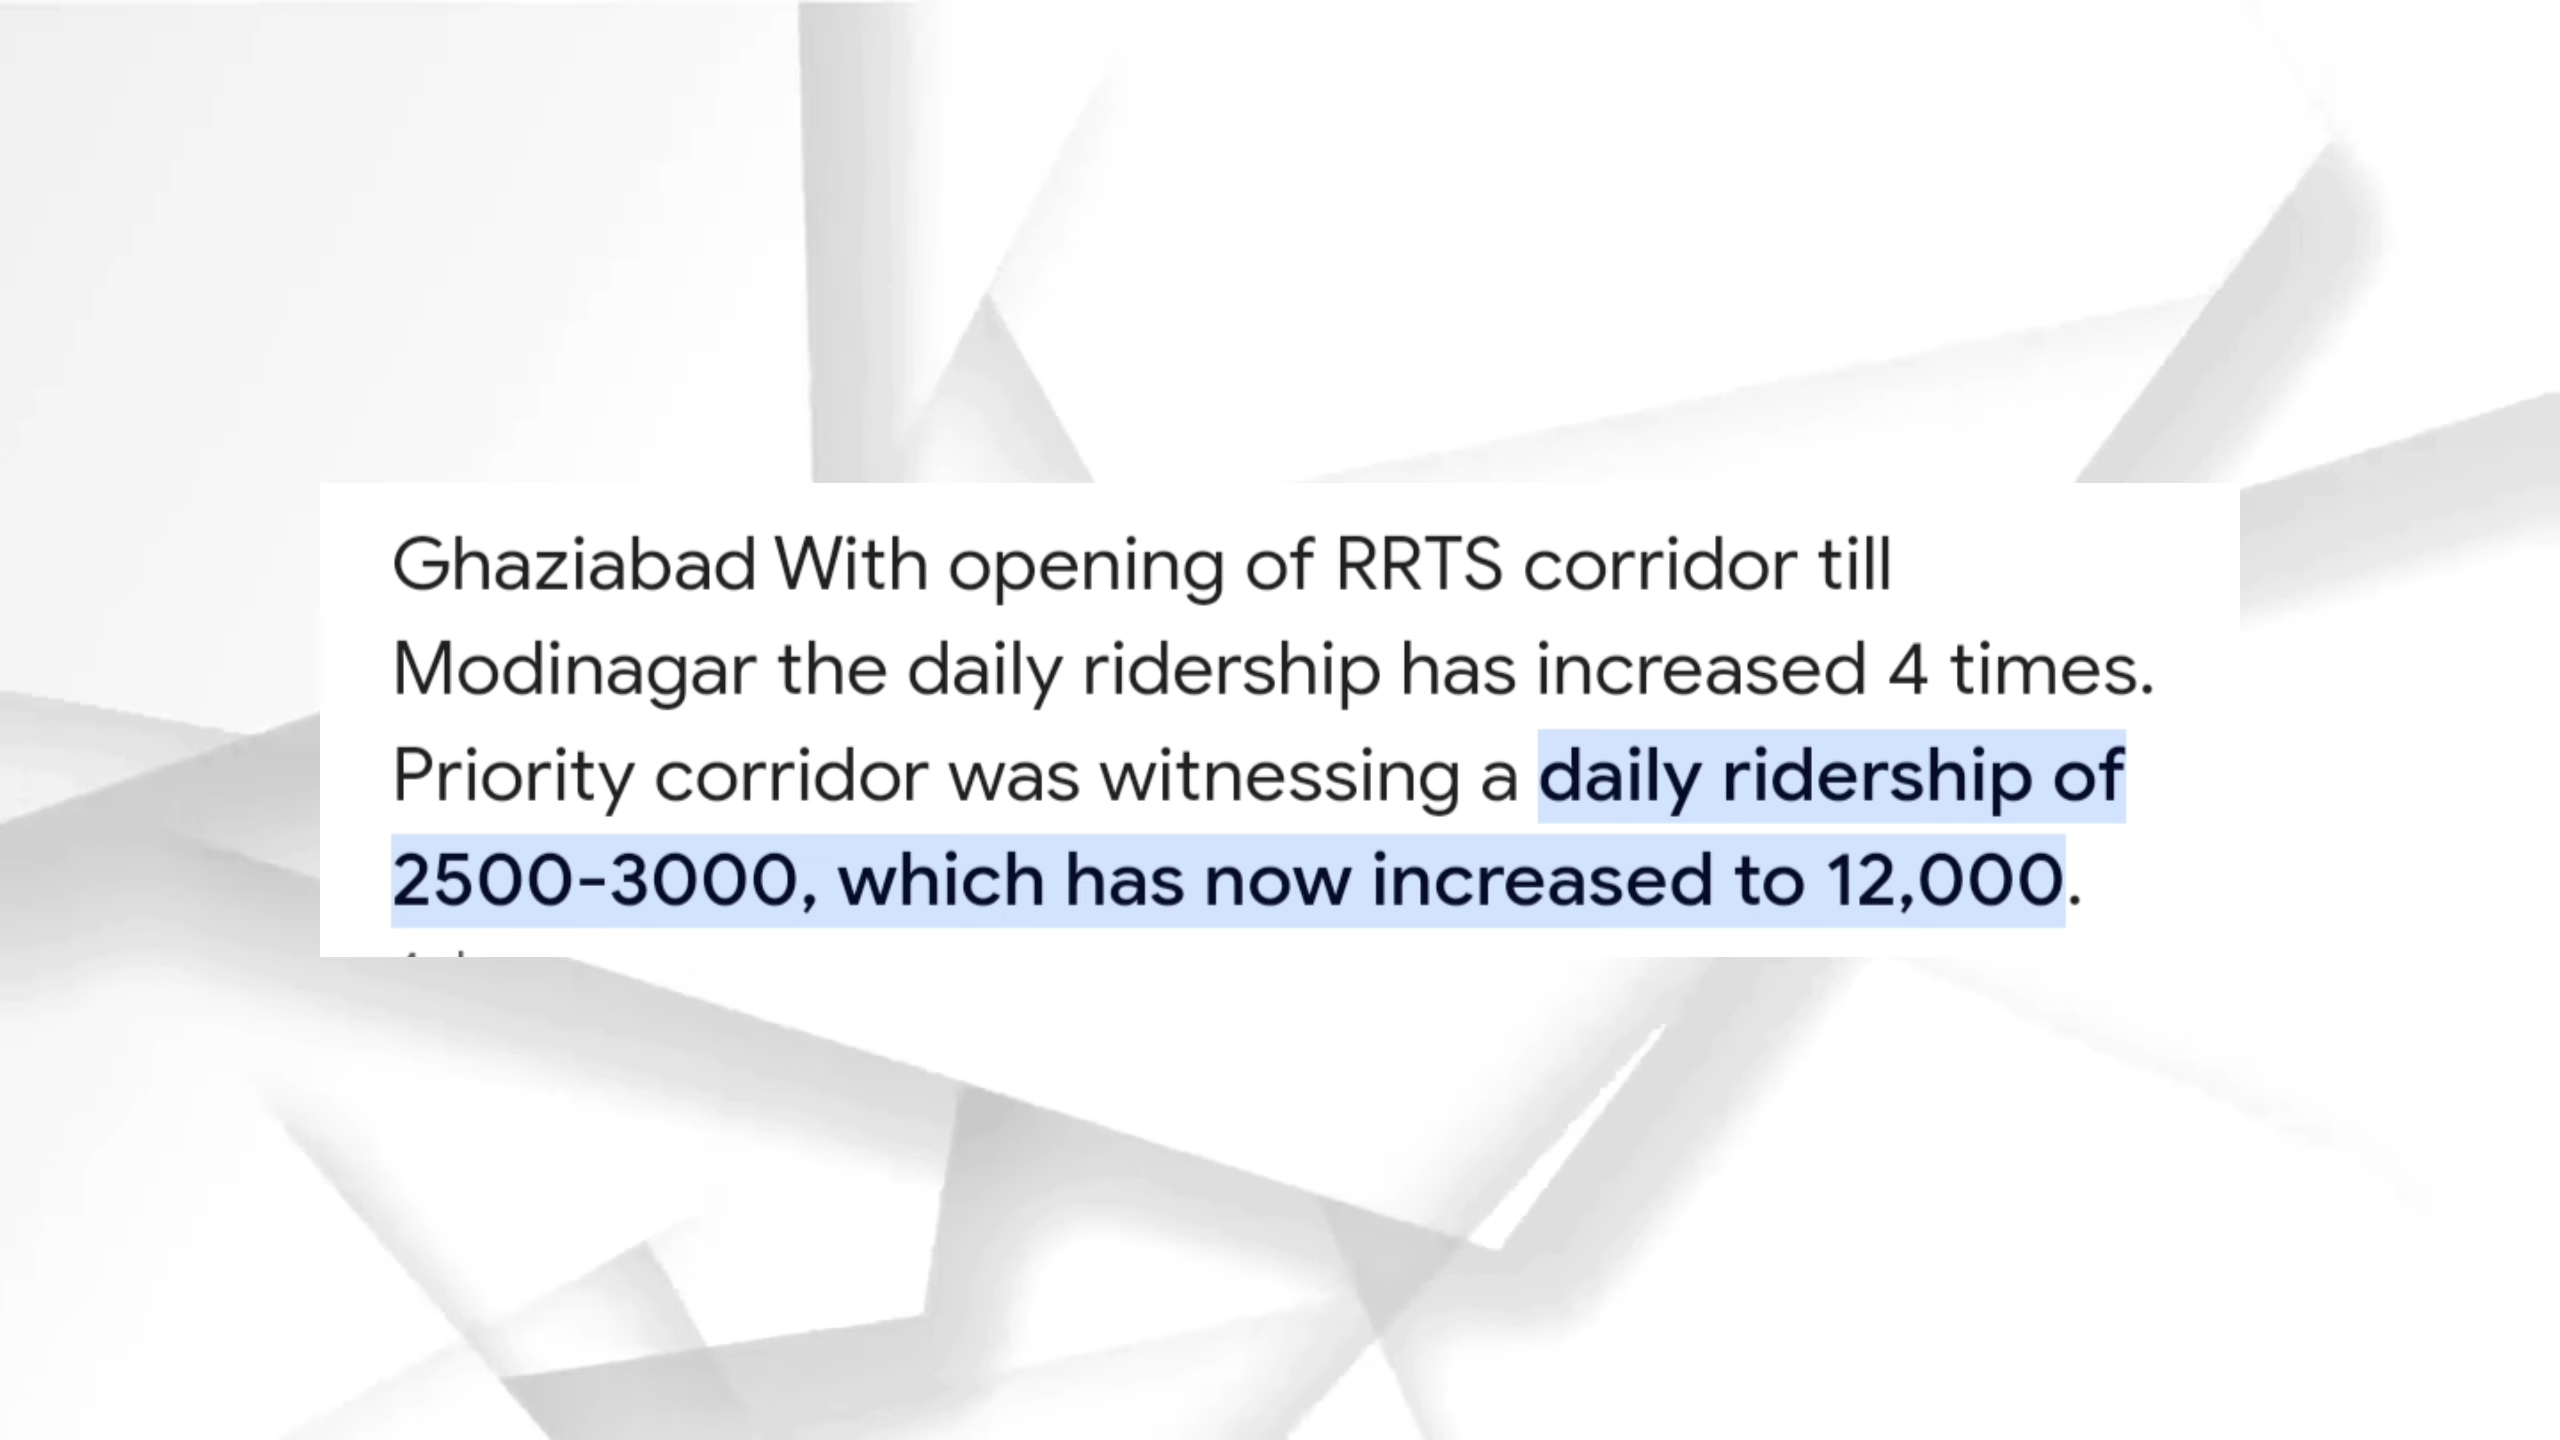 Ghaziabad With opening of RRTS corridor till
Modinagar the daily ridership has increased 4 times.
Priority corridor was witnessing a daily ridership of
2500-3000, which has now increased to 12,000.